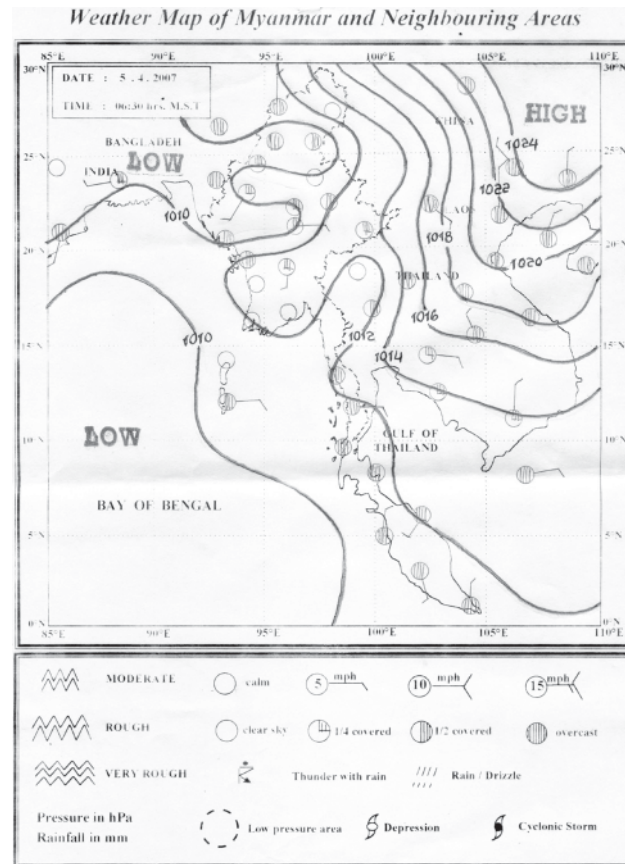 Weather Map of Myanmar and Neighbouring Areas
85°E 90°E 95°E 100°E 105°E 110°E
30°N 30°N
DATE : 5 . 4 . 2007
TIME : 06:30 hrs. M.S.T
CHINA
HIGH
BANGLADEH
1024
25°N LOW 25°N
INDIA
1022
1010
1018
20°N 1020 20°N
THAILAND
1016
1010 1012
1014
15°N 15°N
LOW
GULF OF
THAILAND
10°N 10°N
BAY OF BENGAL
5°N 5°N
0°N 0°N
85°E 90°E 95°E 100°E 105°E 110°E
MODERATE calm 5 mph 10 mph 15 mph
ROUGH clear sky 1/4 covered 1/2 covered overcast
VERY ROUGH Thunder with rain Rain / Drizzle
Pressure in hPa
Rainfall in mm
Low pressure area Depression Cyclonic Storm